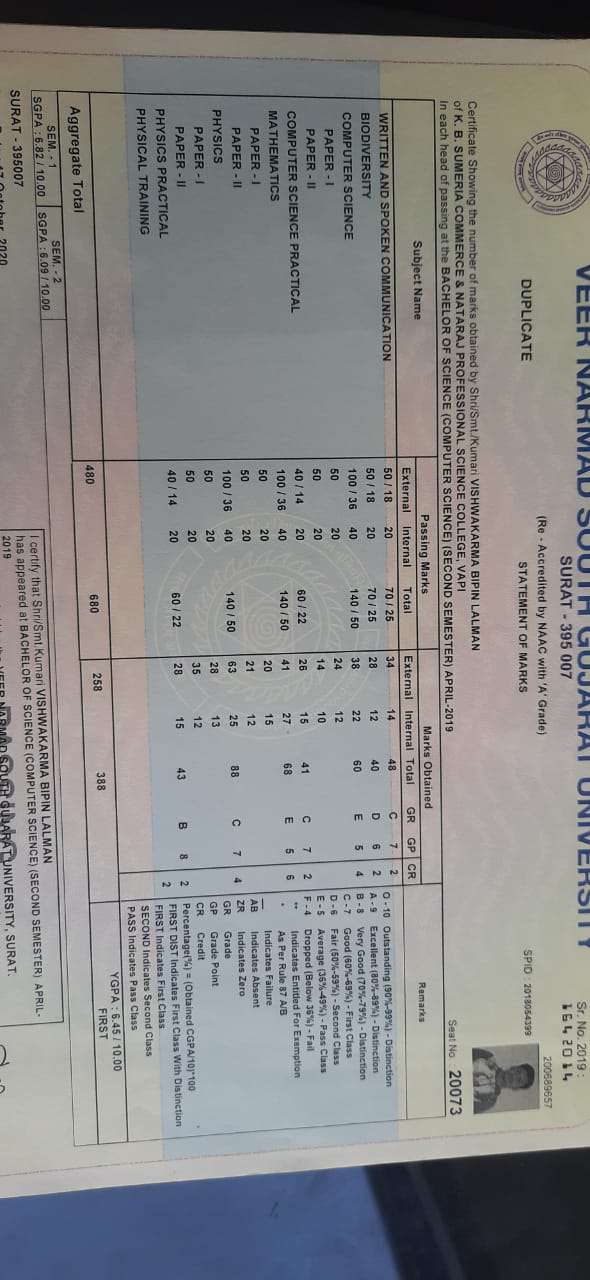 VEER NARMAD SOUTH GUJARAT UNIVERSITY
SURAT - 395 007
(Re - Accredited by NAAC with 'A' Grade)
STATEMENT OF MARKS
DUPLICATE
Sr. No. 2019 :
1642014
200689657
SPID : 2018064399
Seat No. 20073
Certificate Showing the number of marks obtained by Shri/Smt./Kumari VISHWAKARMA BIPIN LALMAN
of K. B. SUMERIA COMMERCE & NATARAJ PROFESSIONAL SCIENCE COLLEGE, VAPI
in each head of passing at the BACHELOR OF SCIENCE (COMPUTER SCIENCE) (SECOND SEMESTER) APRIL-2019
Subject Name Passing Marks Marks Obtained Remarks
External Internal Total External Internal Total GR GP CR
WRITTEN AND SPOKEN COMMUNICATION 50 / 18 20 70 / 25 34 14 48 C 7 2
BIODIVERSITY 50 / 18 20 70 / 25 28 12 40 D 6 2
COMPUTER SCIENCE 100 / 36 40 140 / 50 38 22 60 E 5 4
PAPER - I 50 20 24 12
PAPER - II 50 20 14 10
COMPUTER SCIENCE PRACTICAL 40 / 14 20 60 / 22 26 15 41 C 7 2
MATHEMATICS 100 / 36 40 140 / 50 41 27 68 E 5 6
PAPER - I 50 20 20 15
PAPER - II 50 20 21 12
PHYSICS 100 / 36 40 140 / 50 63 25 88 C 7 4
PAPER - I 50 20 28 13
PAPER - II 50 20 35 12
PHYSICS PRACTICAL 40 / 14 20 60 / 22 28 15 43 B 8 2
PHYSICAL TRAINING 2
O - 10 Outstanding (90%-99%) - Distinction
A - 9 Excellent (80%-89%) - Distinction
B - 8 Very Good (70%-79%) - Distinction
C - 7 Good (60%-69%) - First Class
D - 6 Fair (50%-59%) - Second Class
E - 5 Average (36%-49%) - Pass Class
F - 4 Dropped (Below 36%) - Fail
** Indicates Entitled For Exemption
* As Per Rule 87 A/B
__ Indicates Failure
AB Indicates Absent
ZR Indicates Zero
GR Grade
GP Grade Point
CR Credit
Percentage(%) = (Obtained CGPA/10)*100
FIRST DIST Indicates First Class With Distinction
FIRST Indicates First Class
SECOND Indicates Second Class
PASS Indicates Pass Class
Aggregate Total 480 680 258 388 YGPA : 6.45 / 10.00
FIRST
SEM. - 1 SEM. - 2
SGPA : 6.82 / 10.00 SGPA : 6.09 / 10.00
I certify that Shri/Smt./Kumari VISHWAKARMA BIPIN LALMAN
has appeared at BACHELOR OF SCIENCE (COMPUTER SCIENCE) (SECOND SEMESTER) APRIL-
2019
SURAT - 395007
17 October, 2020
VEER NARMAD SOUTH GUJARAT UNIVERSITY, SURAT.